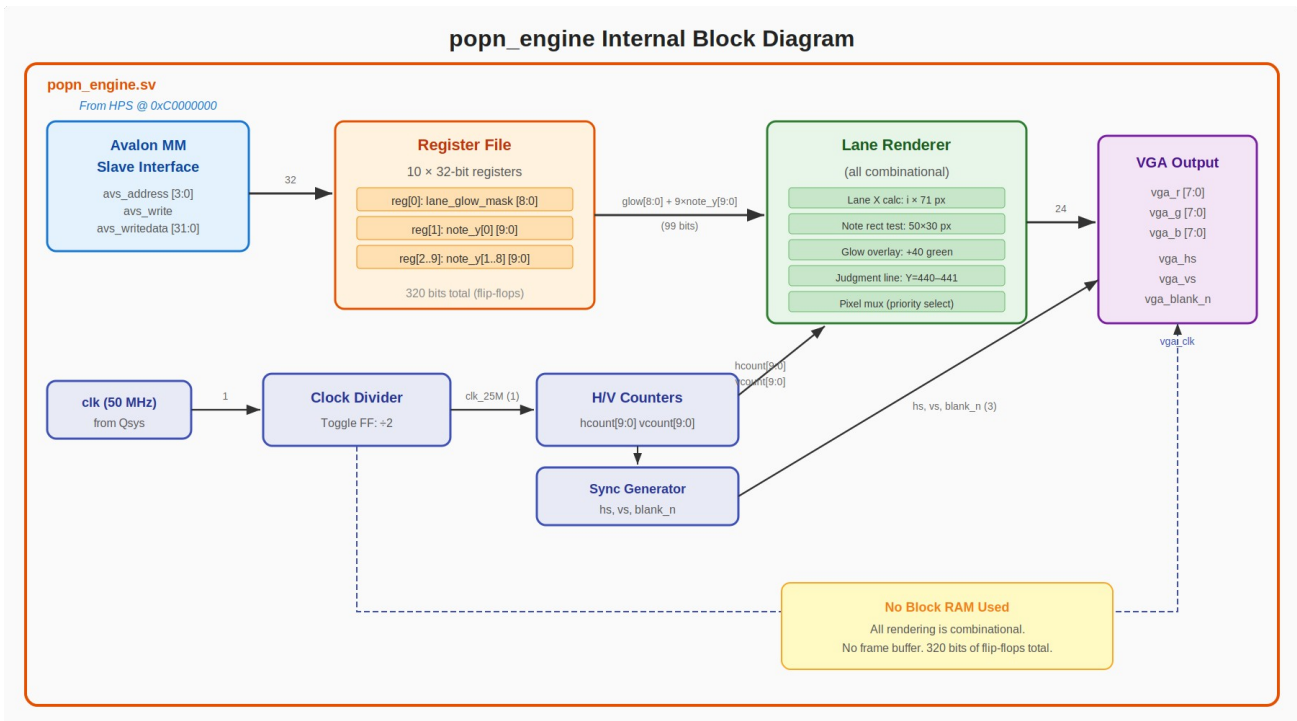 popn_engine Internal Block Diagram
popn_engine.sv
From HPS @ 0xC0000000
Avalon MM
Slave Interface
avs_address [3:0]
avs_write
avs_writedata [31:0]
32
Register File
10 × 32-bit registers
reg[0]: lane_glow_mask [8:0]
reg[1]: note_y[0] [9:0]
reg[2..9]: note_y[1..8] [9:0]
320 bits total (flip-flops)
glow[8:0] + 9×note_y[9:0]
(99 bits)
Lane Renderer
(all combinational)
Lane X calc: i × 71 px
Note rect test: 50×30 px
Glow overlay: +40 green
Judgment line: Y=440–441
Pixel mux (priority select)
24
VGA Output
vga_r [7:0]
vga_g [7:0]
vga_b [7:0]
vga_hs
vga_vs
vga_blank_n
vga_clk
clk (50 MHz)
from Qsys
1
Clock Divider
Toggle FF: ÷2
clk_25M (1)
H/V Counters
hcount[9:0] vcount[9:0]
hcount[9:0]
vcount[9:0]
Sync Generator
hs, vs, blank_n
hs, vs, blank_n (3)
No Block RAM Used
All rendering is combinational.
No frame buffer. 320 bits of flip-flops total.